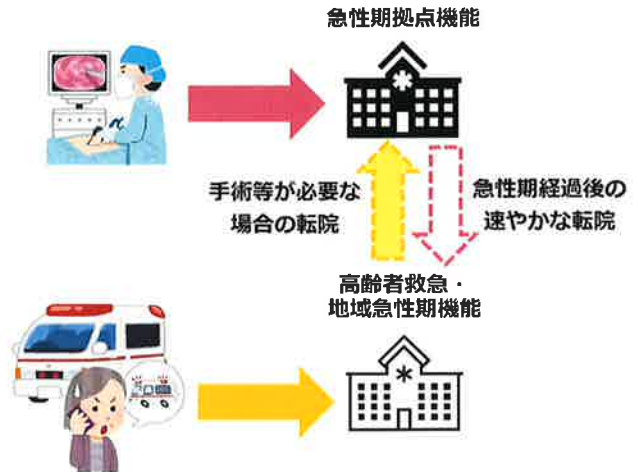 急性期拠点機能
手術等が必要な
場合の転院
急性期経過後の
速やかな転院
高齢者救急・
地域急性期機能